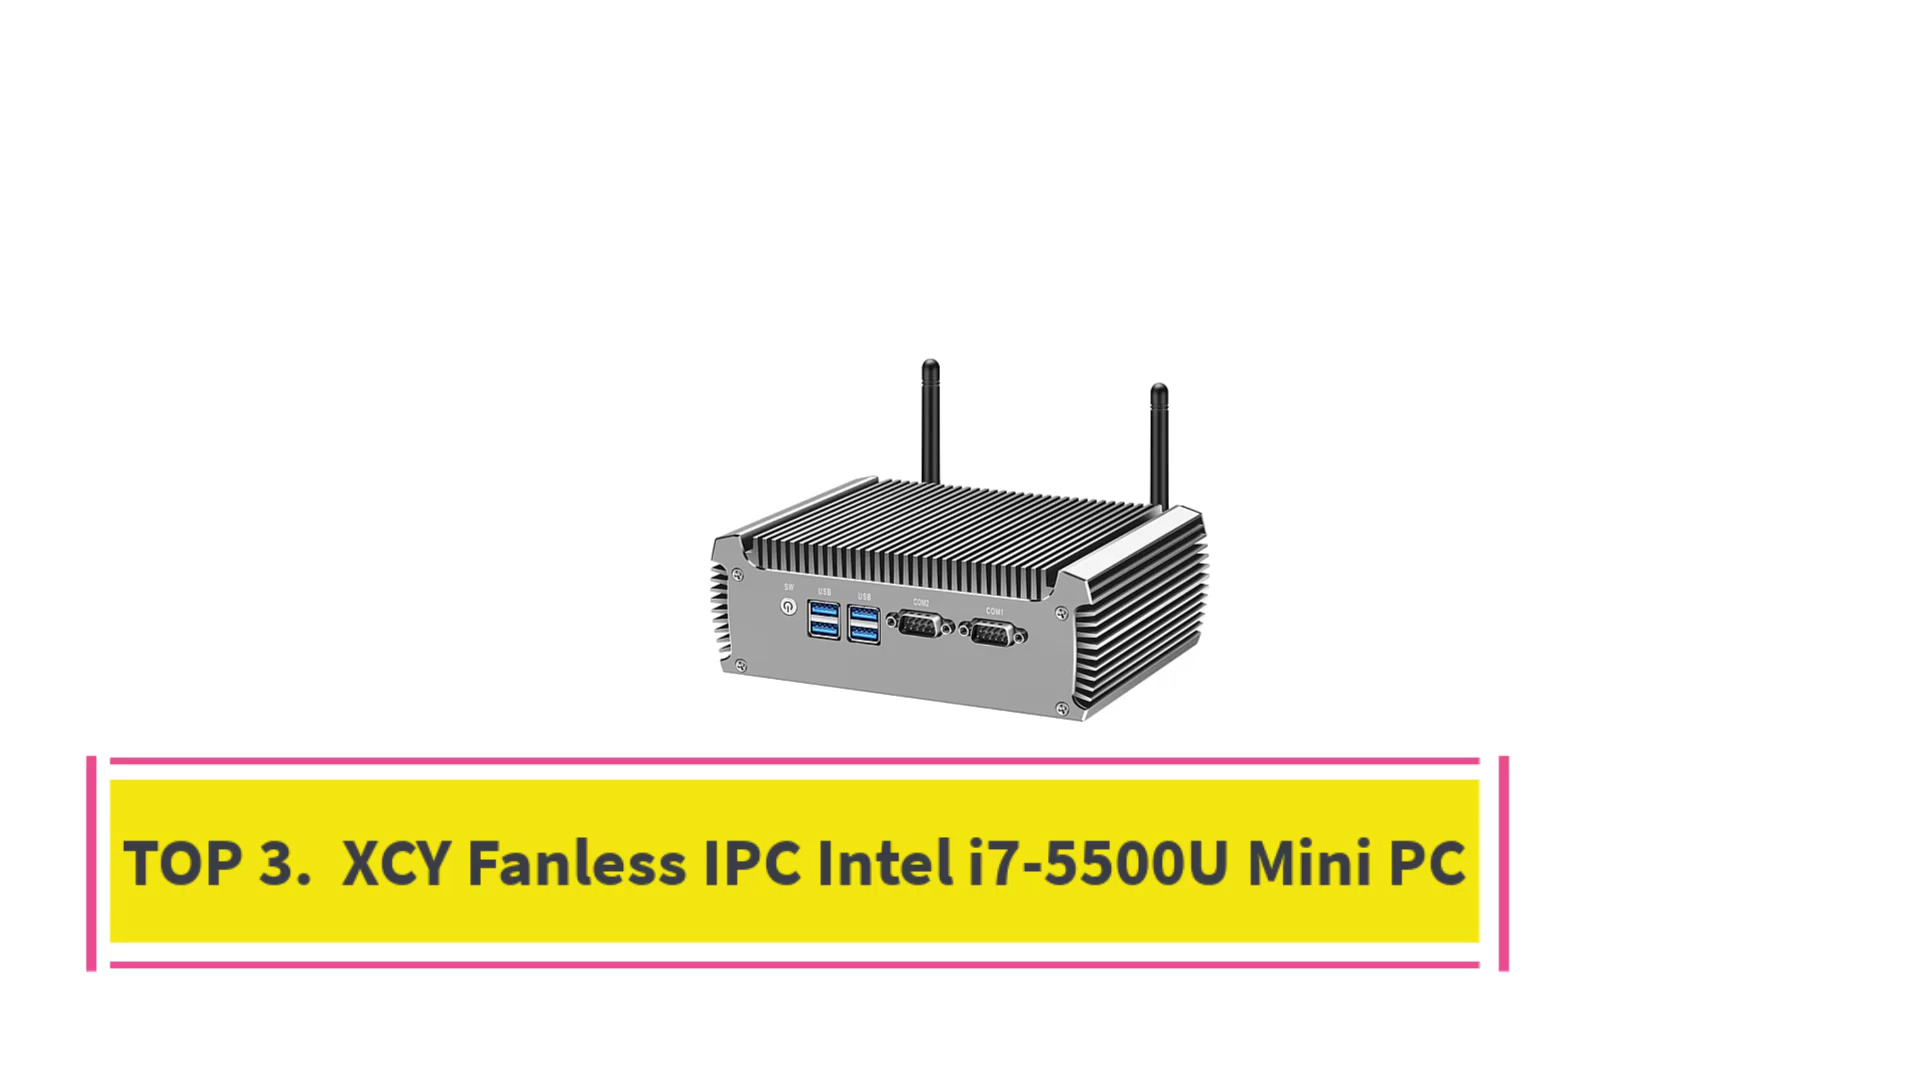 SW
USB
USB
COM2
COM1
TOP 3. XCY Fanless IPC Intel i7-5500U Mini PC